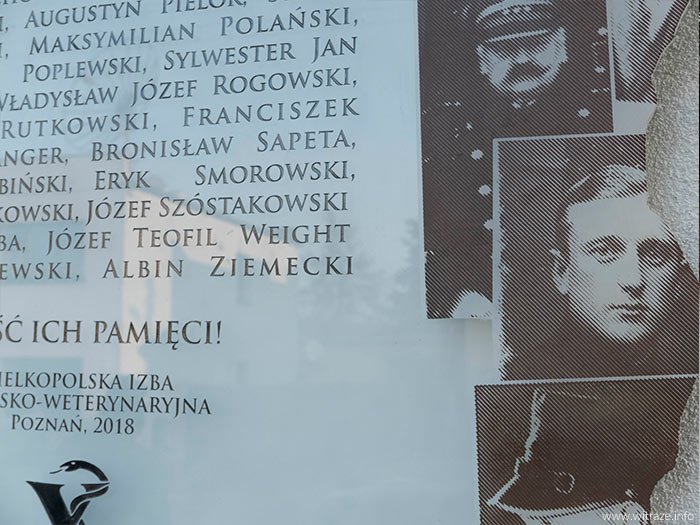 AUGUSTYN PIELOK,
MAKSYMILIAN POLAŃSKI,
POPLEWSKI, SYLWESTER JAN
WŁADYSŁAW JÓZEF ROGOWSKI,
RUTKOWSKI, FRANCISZEK
ANGER, BRONISŁAW SAPETA,
BIŃSKI, ERYK SMOROWSKI,
KOWSKI, JÓZEF SZÓSTAKOWSKI
BA, JÓZEF TEOFIL WEIGHT
EWSKI, ALBIN ZIEMECKI
ŚĆ ICH PAMIĘCI!
IELKOPOLSKA IZBA
SKO-WETERYNARYJNA
POZNAŃ, 2018
www.witraze.info